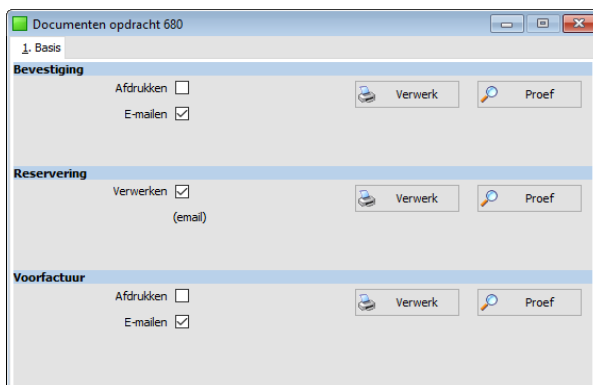 Documenten opdracht 680
1. Basis
Bevestiging
Afdrukken
Verwerk
Proef
E-mailen
Reservering
Verwerken
Verwerk
Proef
(email)
Voorfactuur
Afdrukken
Verwerk
Proef
E-mailen